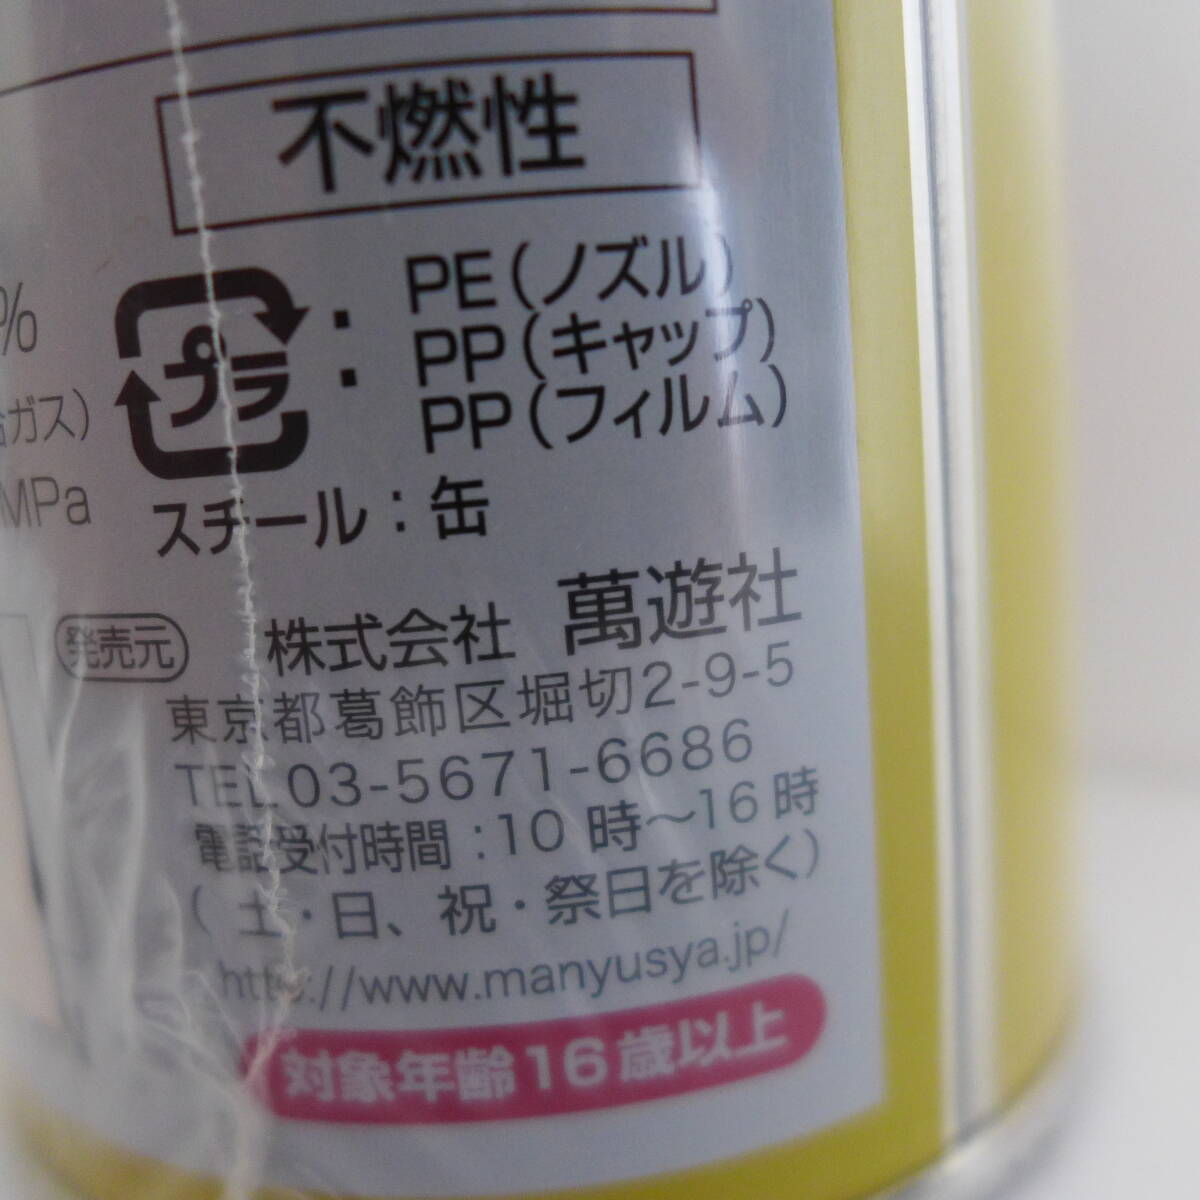 不燃性
%
ガス)
MPa
プラ : PE(ノズル)
PP(キャップ)
PP(フィルム)
スチール : 缶
発売元 株式会社 萬遊社
東京都葛飾区堀切2-9-5
TEL 03-5671-6686
電話受付時間 : 10 時〜16 時
( 土・日、祝・祭日を除く)
http://www.manyusya.jp/
対象年齢16歳以上